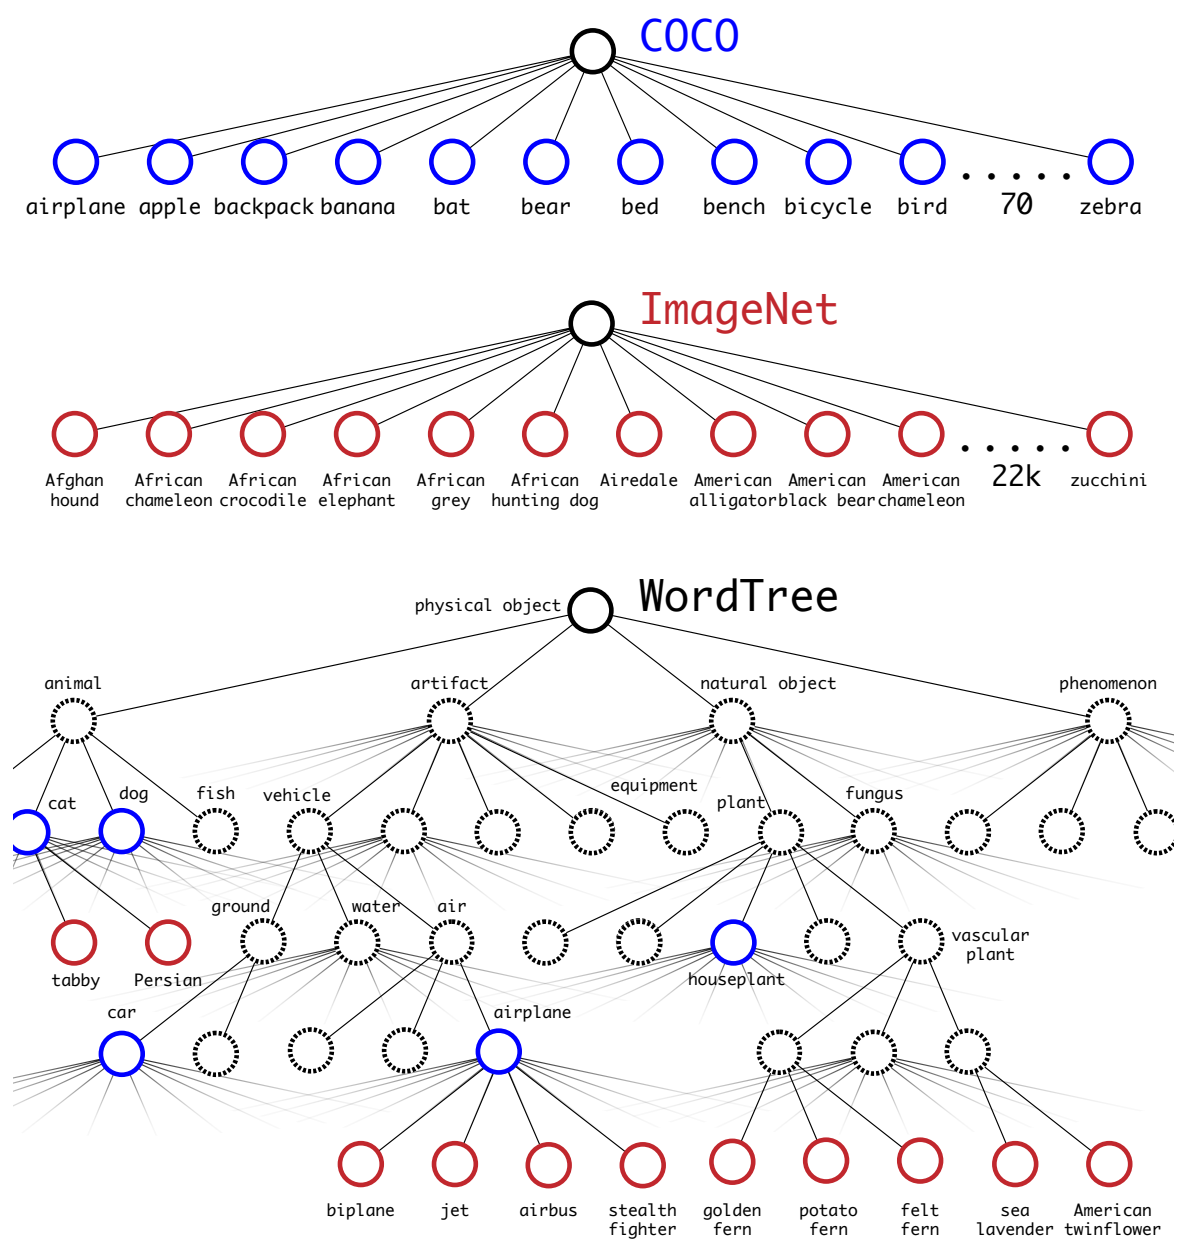 COCO
airplane apple backpack banana bat bear bed bench bicycle bird 70 zebra
ImageNet
Afghan African African African African African Airedale American American American 22k zucchini
hound chameleon crocodile elephant grey hunting dog alligator black bear chameleon
WordTree
physical object
animal artifact natural object phenomenon
cat dog fish vehicle equipment plant fungus
ground water air vascular
plant
tabby Persian houseplant
car airplane
biplane jet airbus stealth golden potato felt sea American
fighter fern fern fern lavender twinflower